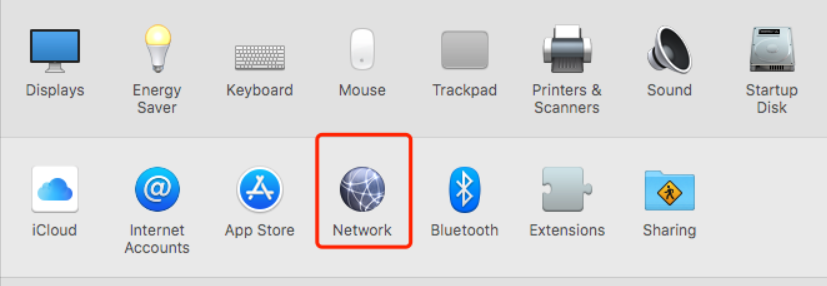 Displays
Energy
Saver
Keyboard
Mouse
Trackpad
Printers &
Scanners
Sound
Startup
Disk
iCloud
Internet
Accounts
App Store
Network
Bluetooth
Extensions
Sharing